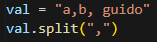 val = "a,b, guido"
val.split(",")